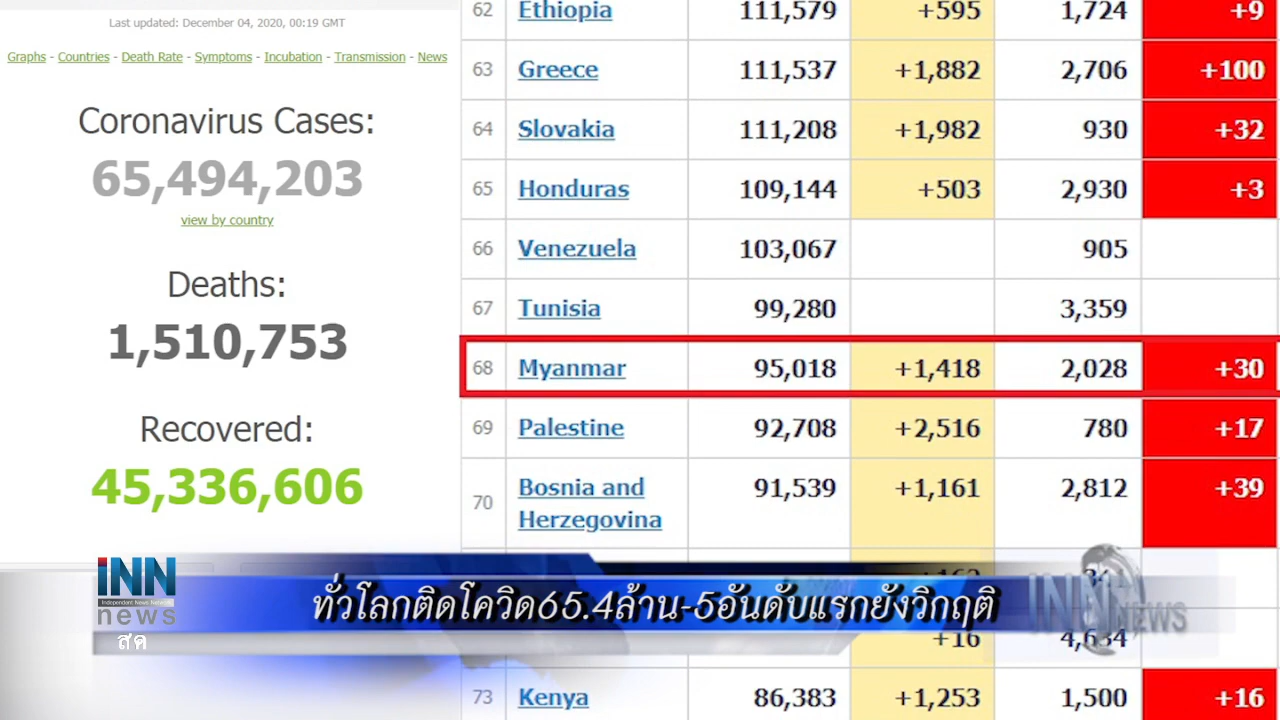 Last updated: December 04, 2020, 00:19 GMT
Graphs - Countries - Death Rate - Symptoms - Incubation - Transmission - News
Coronavirus Cases:
65,494,203
view by country
Deaths:
1,510,753
Recovered:
45,336,606
62 Ethiopia 111,579 +595 1,724 +9
63 Greece 111,537 +1,882 2,706 +100
64 Slovakia 111,208 +1,982 930 +32
65 Honduras 109,144 +503 2,930 +3
66 Venezuela 103,067 905
67 Tunisia 99,280 3,359
68 Myanmar 95,018 +1,418 2,028 +30
69 Palestine 92,708 +2,516 780 +17
70 Bosnia and Herzegovina 91,539 +1,161 2,812 +39
+16 4,634
73 Kenya 86,383 +1,253 1,500 +16
iNN
Independent News Network
news
สค
ทั่วโลกติดโควิด65.4ล้าน-5อันดับแรกยังวิกฤติ
INN NEWS